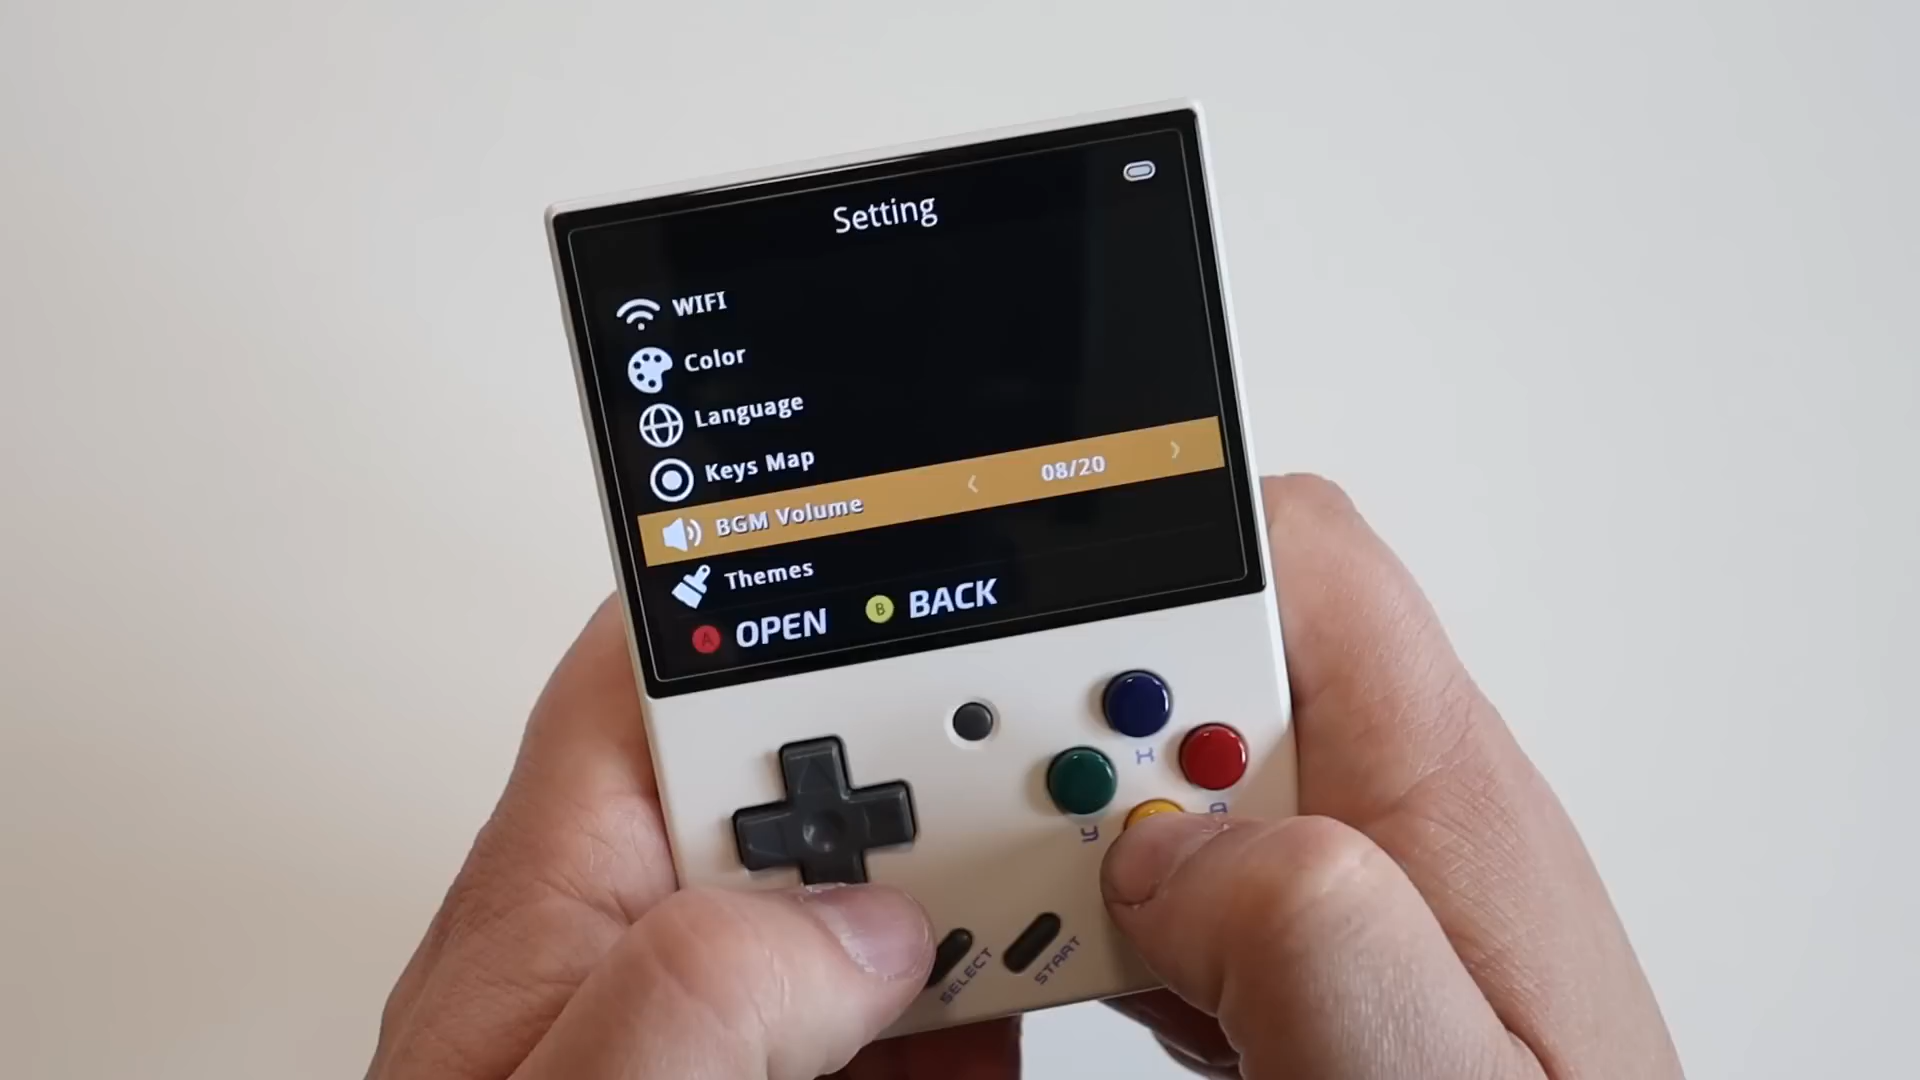 Setting
WIFI
Color
Language
Keys Map
BGM Volume < 08/20 >
Themes
A OPEN B BACK
X
Y
A
SELECT
START